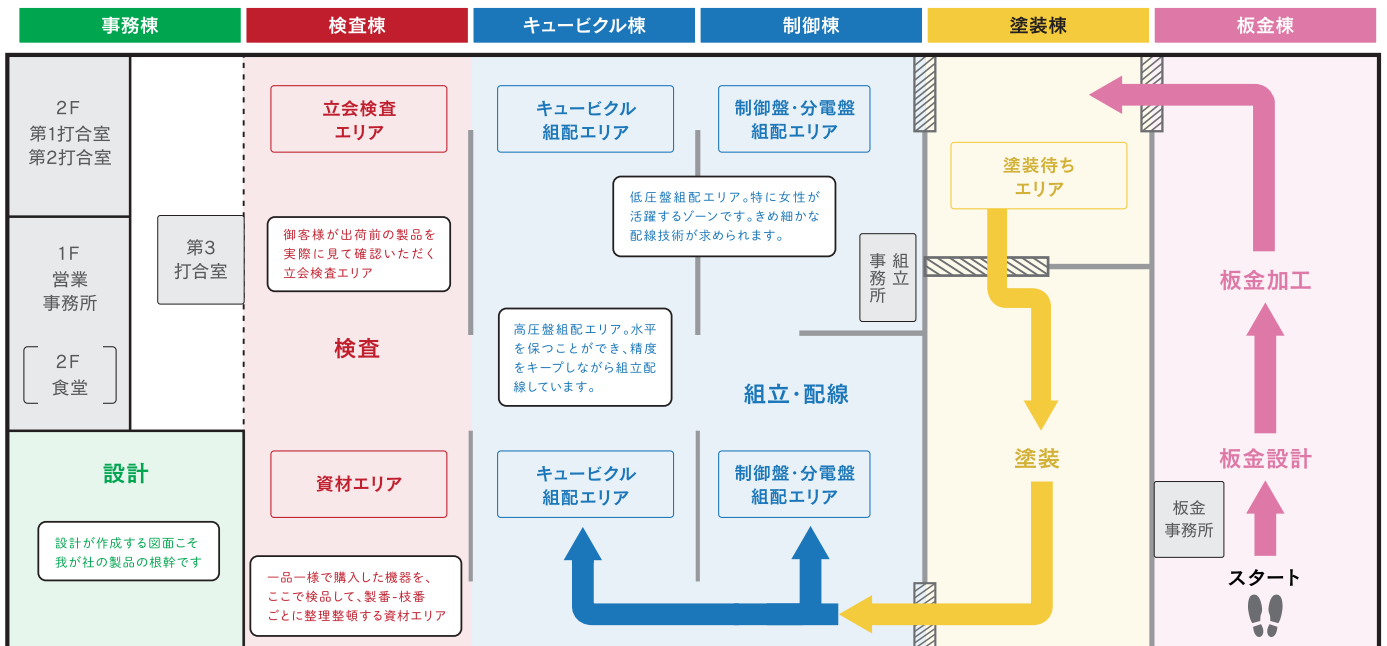 事務棟
検査棟
キュービクル棟
制御棟
塗装棟
板金棟
2F
第1打合室
第2打合室
1F
営業
事務所
2F
食堂
第3
打合室
設計
設計が作成する図面こそ
我が社の製品の根幹です
立会検査
エリア
御客様が出荷前の製品を
実際に見て確認いただく
立会検査エリア
検査
資材エリア
一品一様で購入した機器を、
ここで検品して、製番-枝番
ごとに整理整頓する資材エリア
キュービクル
組配エリア
制御盤・分電盤
組配エリア
低圧盤組配エリア。特に女性が
活躍するゾーンです。きめ細かな
配線技術が求められます。
組立
事務所
高圧盤組配エリア。水平
を保つことができ、精度
をキープしながら組立配
線しています。
組立・配線
キュービクル
組配エリア
制御盤・分電盤
組配エリア
塗装待ち
エリア
塗装
板金加工
板金設計
板金
事務所
スタート